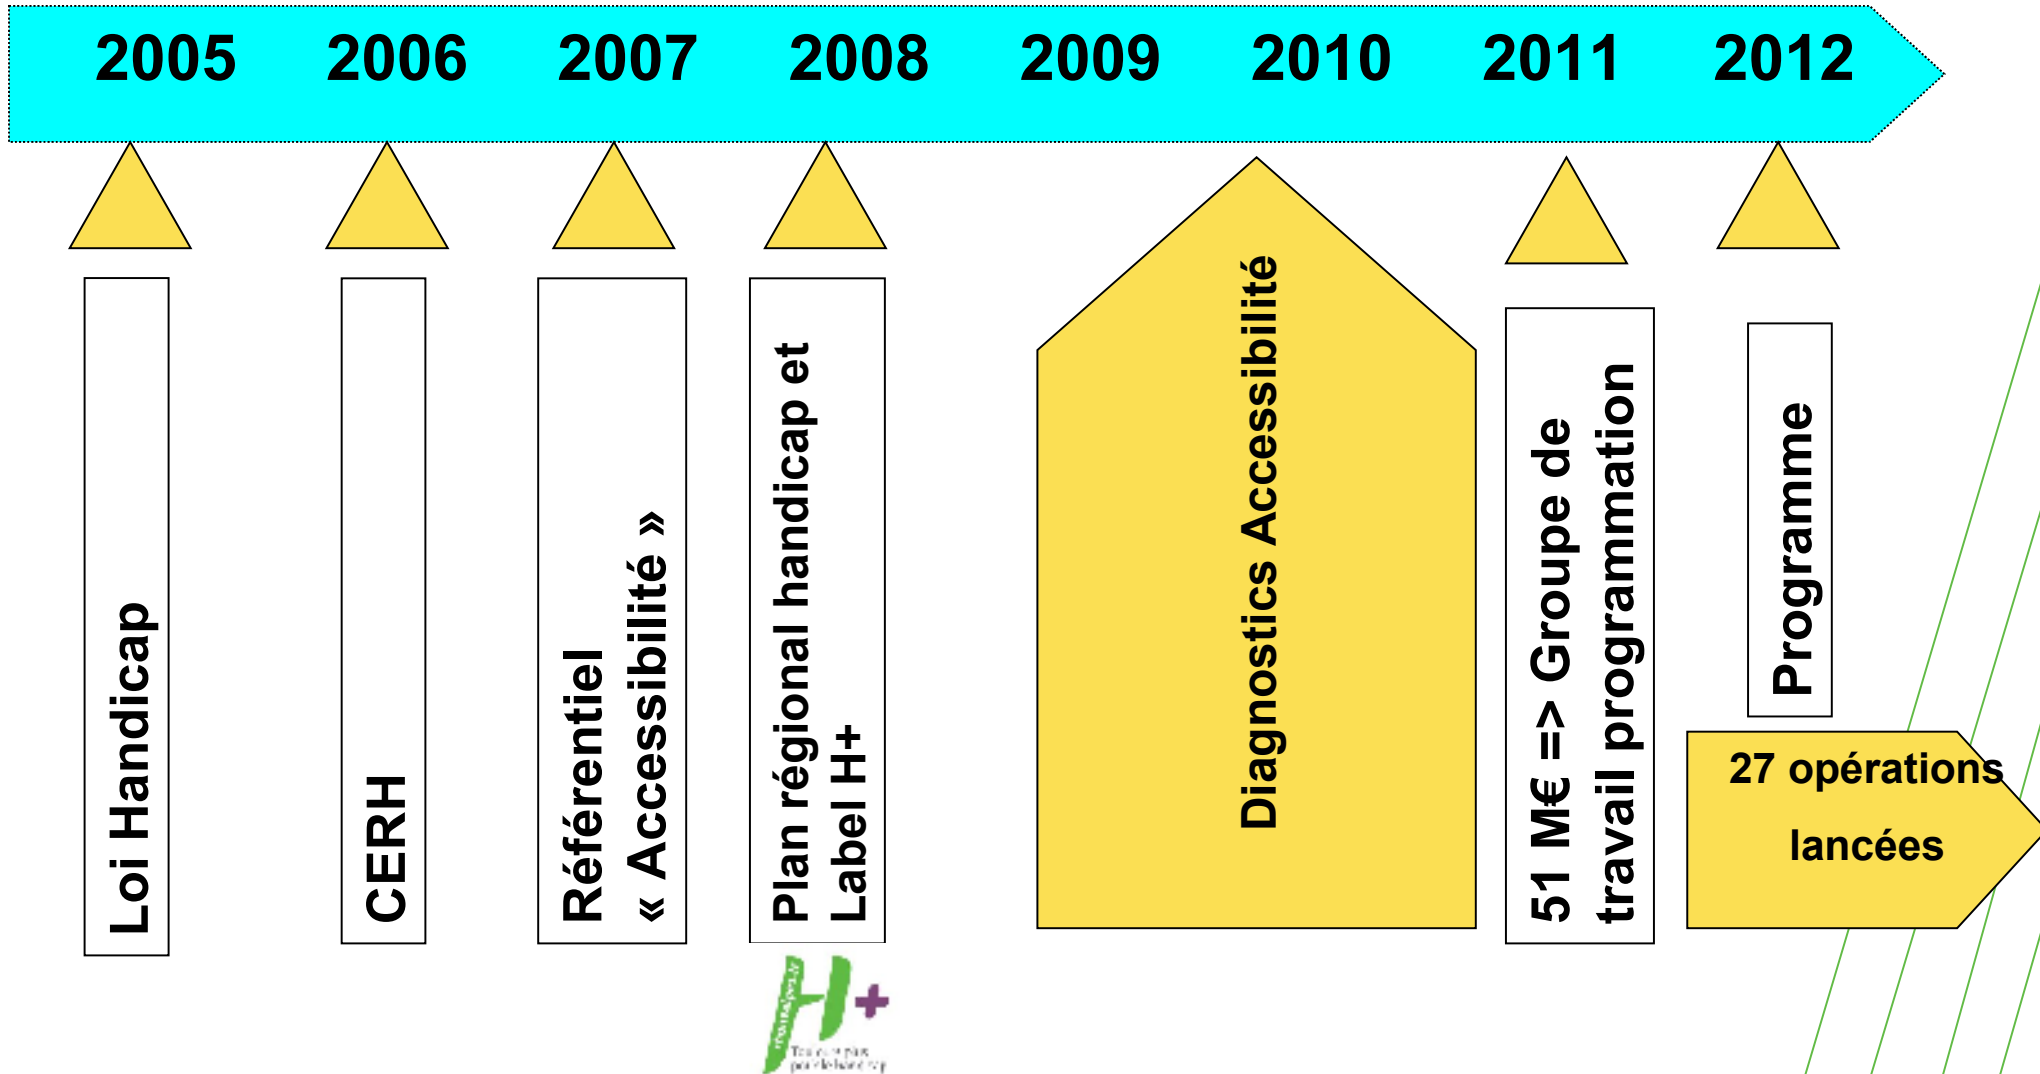 2005 2006 2007 2008 2009 2010 2011 2012
Loi Handicap
CERH
Référentiel
« Accessibilité »
Plan régional handicap et
Label H+
Diagnostics Accessibilité
51 M€ => Groupe de
travail programmation
Programme
27 opérations
lancées
H+